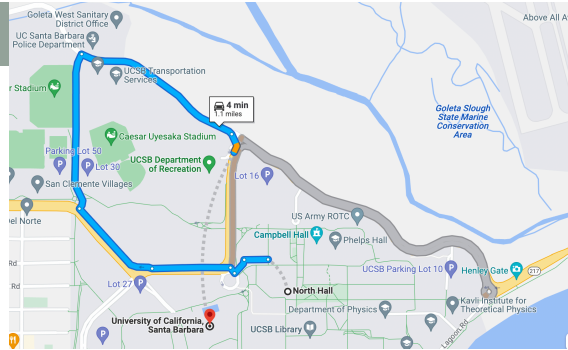 Goleta West Sanitary
District Office
Above All A
UC Santa Barbara
Police Department
UCSB Transportation
Services
r Stadium
4 min
1.1 miles
Goleta Slough
State Marine
Conservation
Area
Caesar Uyesaka Stadium
Parking Lot 50
Lot 30
UCSB Department
of Recreation
Lot 16
San Clemente Villages
US Army ROTC
Del Norte
Campbell Hall
Phelps Hall
Rd
UCSB Parking Lot 10
Henley Gate
217
Lot 27
North Hall
Kavli Institute for
Theoretical Physics
Department of Physics
University of California,
Santa Barbara
UCSB Library
Lagoon Rd
Rd